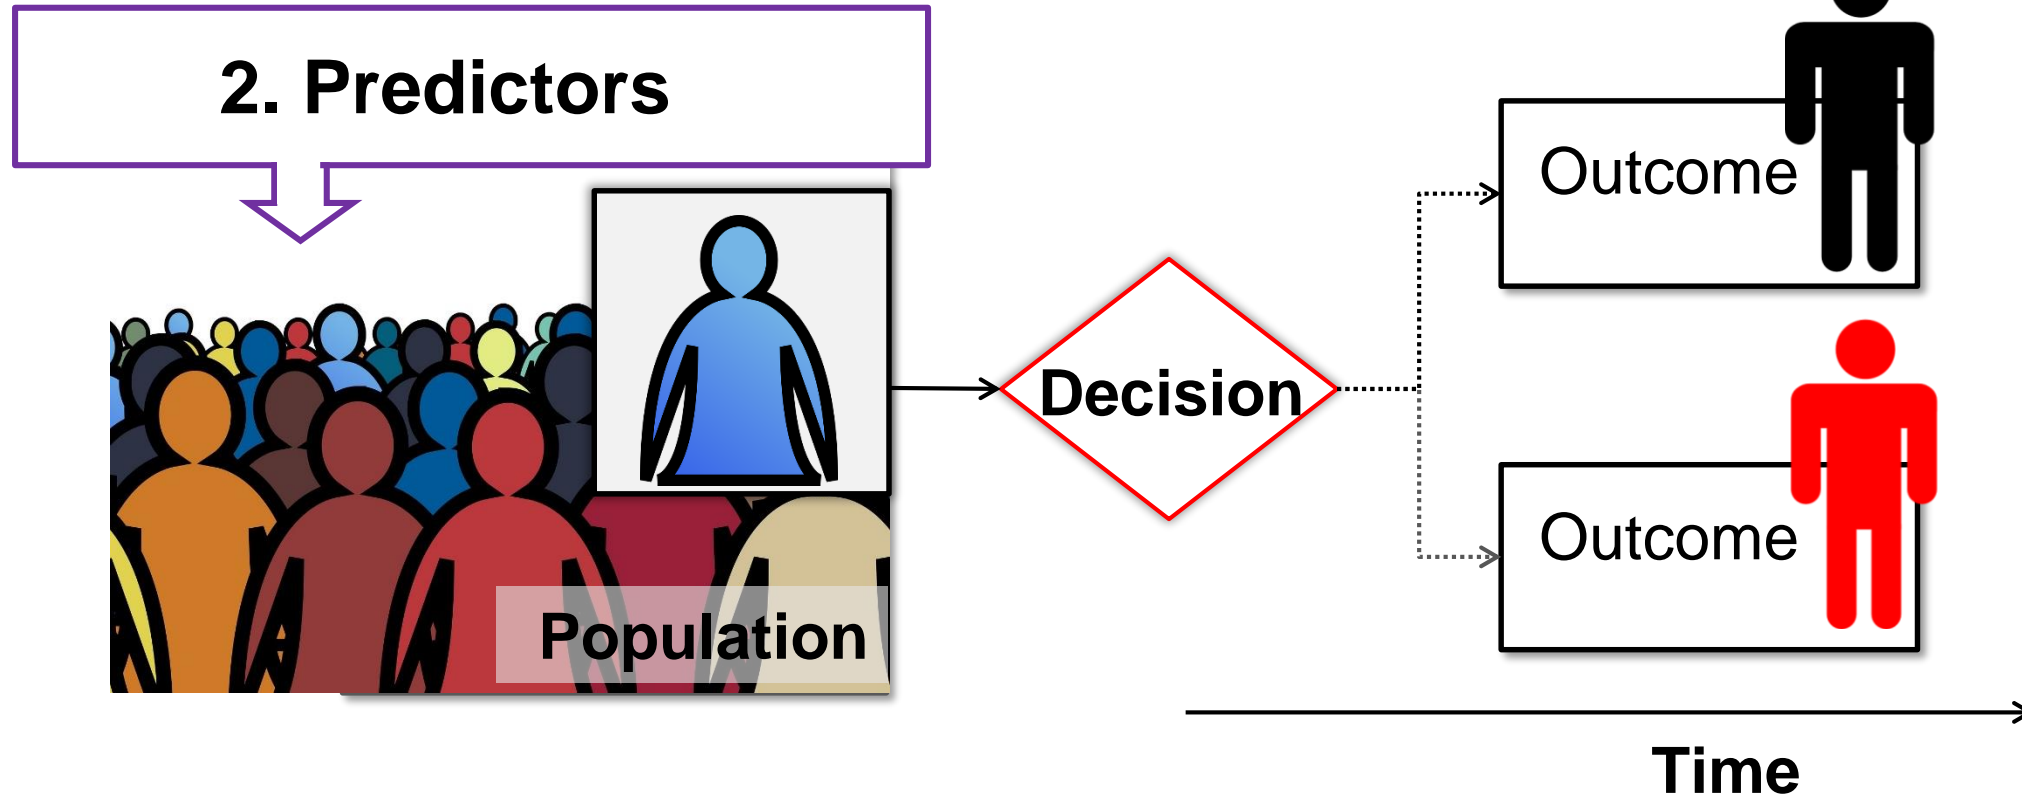 2. Predictors
Outcome
Decision
Outcome
Population
Time